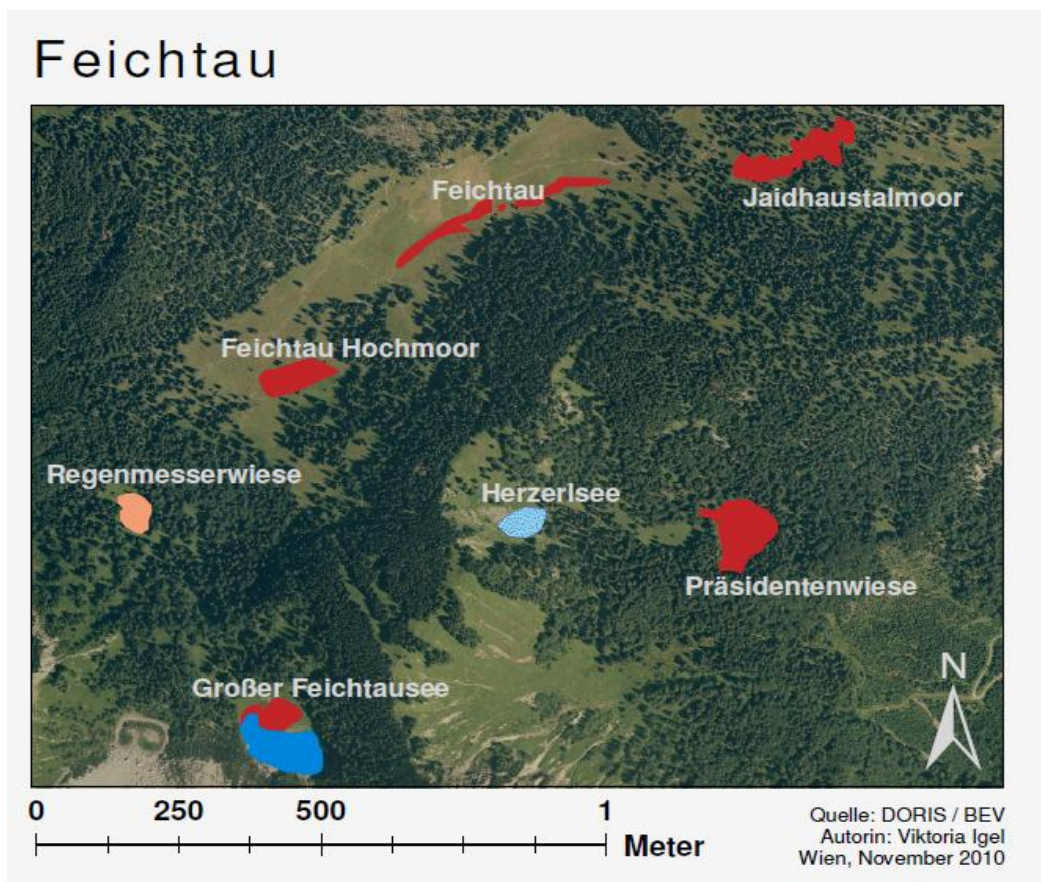 Feichtau
Feichtau
Jaidhaustalmoor
Feichtau Hochmoor
Regenmesserwiese
Herzerlsee
Präsidentenwiese
Großer Feichtausee
N
0 250 500 1 Meter
Quelle: DORIS / BEV
Autorin: Viktoria Igel
Wien, November 2010